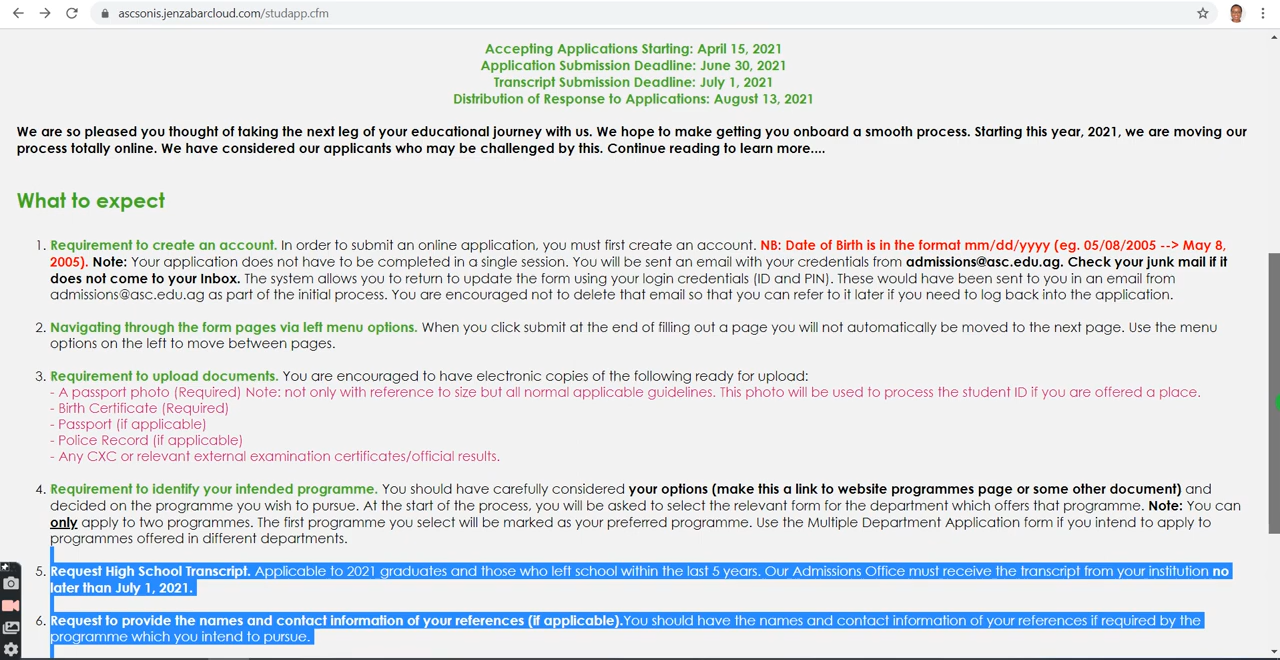 ascsonis.jenzabarcloud.com/studapp.cfm
Accepting Applications Starting: April 15, 2021
Application Submission Deadline: June 30, 2021
Transcript Submission Deadline: July 1, 2021
Distribution of Response to Applications: August 13, 2021
We are so pleased you thought of taking the next leg of your educational journey with us. We hope to make getting you onboard a smooth process. Starting this year, 2021, we are moving our
process totally online. We have considered our applicants who may be challenged by this. Continue reading to learn more....
What to expect
1. Requirement to create an account. In order to submit an online application, you must first create an account. NB: Date of Birth is in the format mm/dd/yyyy (eg. 05/08/2005 --> May 8,
2005). Note: Your application does not have to be completed in a single session. You will be sent an email with your credentials from admissions@asc.edu.ag. Check your junk mail if it
does not come to your Inbox. The system allows you to return to update the form using your login credentials (ID and PIN). These would have been sent to you in an email from
admissions@asc.edu.ag as part of the initial process. You are encouraged not to delete that email so that you can refer to it later if you need to log back into the application.
2. Navigating through the form pages via left menu options. When you click submit at the end of filling out a page you will not automatically be moved to the next page. Use the menu
options on the left to move between pages.
3. Requirement to upload documents. You are encouraged to have electronic copies of the following ready for upload:
- A passport photo (Required) Note: not only with reference to size but all normal applicable guidelines. This photo will be used to process the student ID if you are offered a place.
- Birth Certificate (Required)
- Passport (if applicable)
- Police Record (if applicable)
- Any CXC or relevant external examination certificates/official results.
4. Requirement to identify your intended programme. You should have carefully considered your options (make this a link to website programmes page or some other document) and
decided on the programme you wish to pursue. At the start of the process, you will be asked to select the relevant form for the department which offers that programme. Note: You can
only apply to two programmes. The first programme you select will be marked as your preferred programme. Use the Multiple Department Application form if you intend to apply to
programmes offered in different departments.
5. Request High School Transcript. Applicable to 2021 graduates and those who left school within the last 5 years. Our Admissions Office must receive the transcript from your institution no
later than July 1, 2021.
6. Request to provide the names and contact information of your references (if applicable).You should have the names and contact information of your references if required by the
programme which you intend to pursue.